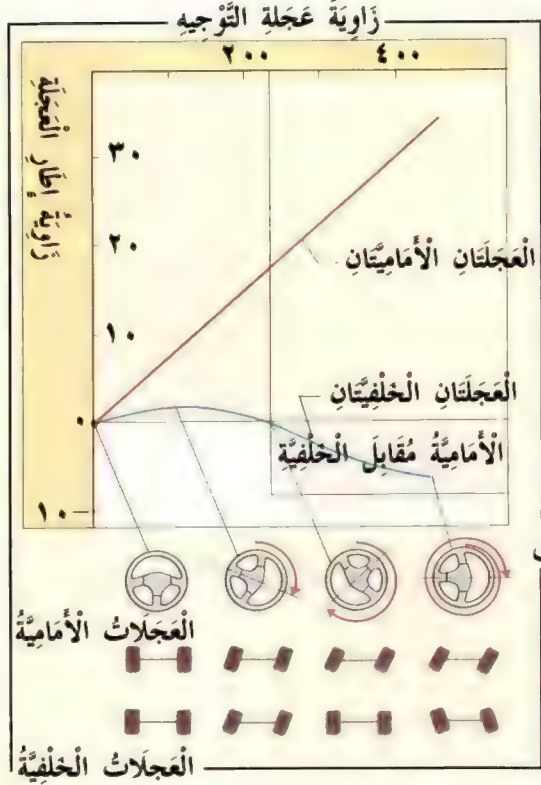 زَاوِيَةُ عَجَلَةِ التَّوْجِيهِ
٢٠٠ ٤٠٠
زَاوِيَةُ إِطَارِ الْعَجَلَةِ
٣٠
٢٠
الْعَجَلَتَانِ الْأَمَامِيَّتَانِ
١٠
الْعَجَلَتَانِ الْخَلْفِيَّتَانِ
٠
الْأَمَامِيَّةُ مُقَابِلَ الْخَلْفِيَّةِ
١٠
الْعَجَلَاتُ الْأَمَامِيَّةُ
الْعَجَلَاتُ الْخَلْفِيَّةُ